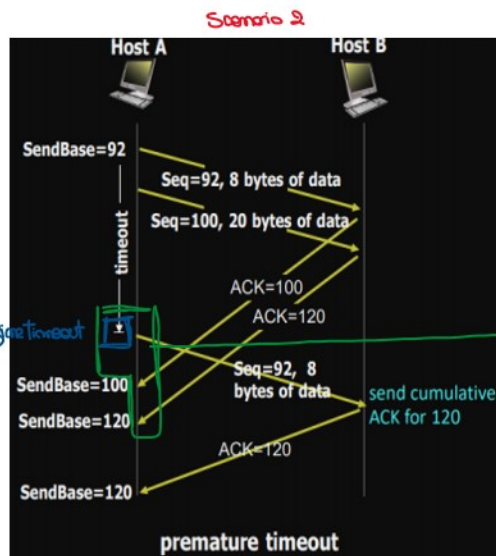 Scenario 2
Host A
Host B
SendBase=92
Seq=92, 8 bytes of data
Seq=100, 20 bytes of data
timeout
ACK=100
ACK=120
timeout
Seq=92, 8
bytes of data
SendBase=100
send cumulative
ACK for 120
SendBase=120
ACK=120
SendBase=120
premature timeout